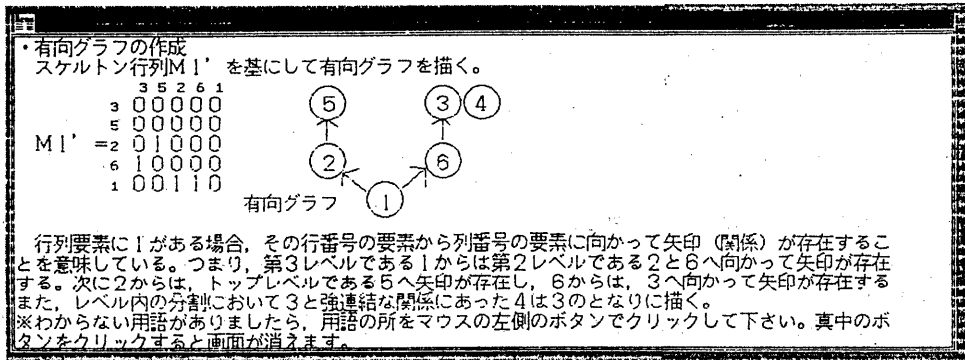 ・有向グラフの作成
スケルトン行列M1’を基にして有向グラフを描く。
3 5 2 6 1
3 0 0 0 0 0
5 0 0 0 0 0
M1’ =2 0 1 0 0 0
6 1 0 0 0 0
1 0 0 1 1 0
5 3 4
2 6
有向グラフ 1
行列要素に1がある場合，その行番号の要素から列番号の要素に向かって矢印（関係）が存在するこ
とを意味している。つまり，第3レベルである1からは第2レベルである2と6へ向かって矢印が存在
する。次に2からは，トップレベルである5へ矢印が存在し，6からは，3へ向かって矢印が存在する
また，レベル内の分割において3と強連結な関係にあった4は3のとなりに描く。
※わからない用語がありましたら，用語の所をマウスの左側のボタンでクリックして下さい。真中のボ
タンをクリックすると画面が消えます。